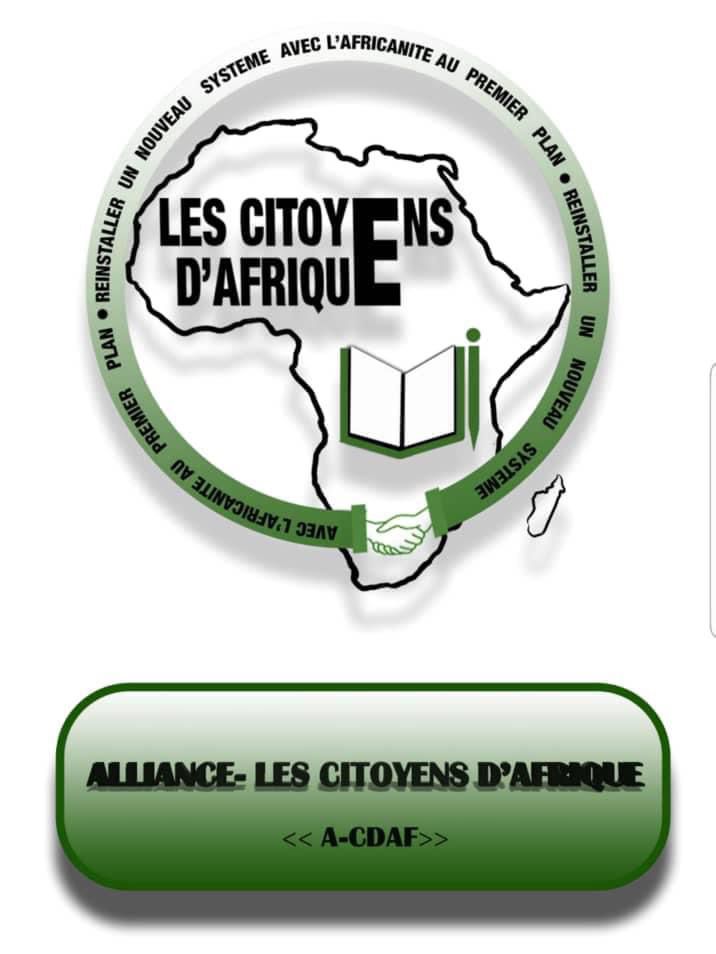 REINSTALLER UN NOUVEAU SYSTEME AVEC L'AFRICANITE AU PREMIER PLAN • REINSTALLER UN NOUVEAU SYSTEME AVEC L'AFRICANITE AU PREMIER PLAN •
LES CITOYENS
D'AFRIQUE
ALLIANCE- LES CITOYENS D'AFRIQUE
<< A-CDAF>>